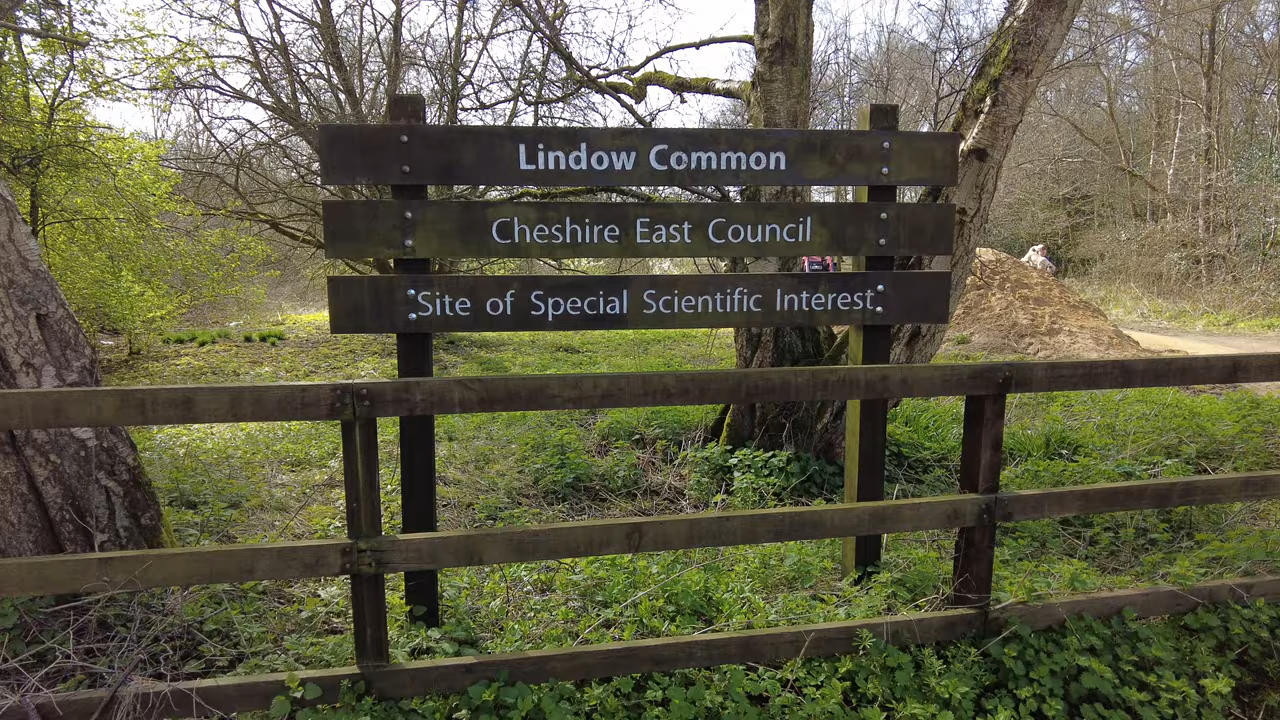 Lindow Common
Cheshire East Council
Site of Special Scientific Interest